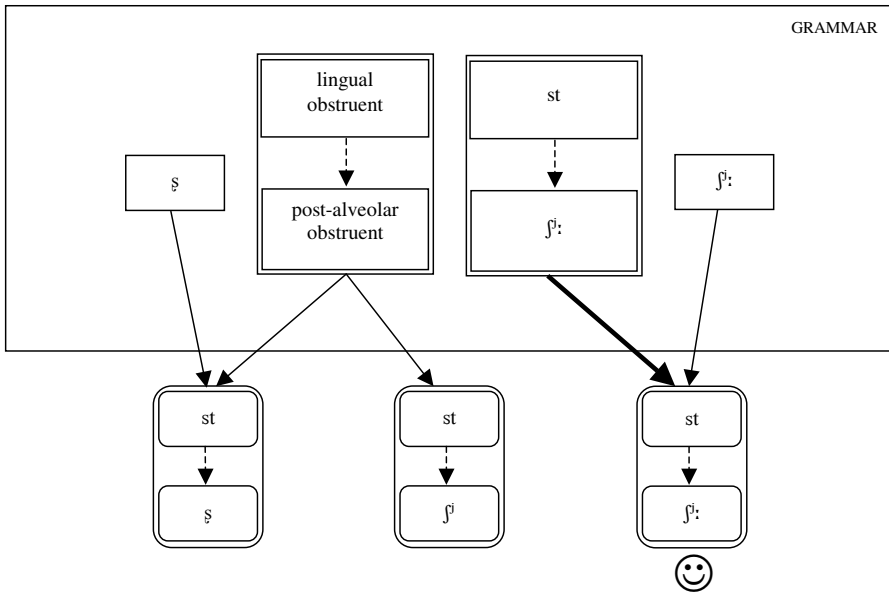 GRAMMAR
lingual
obstruent
st
ʂ
post-alveolar
obstruent
ʃʲː
ʃʲː
st
st
st
ʂ
ʃʲ
ʃʲː